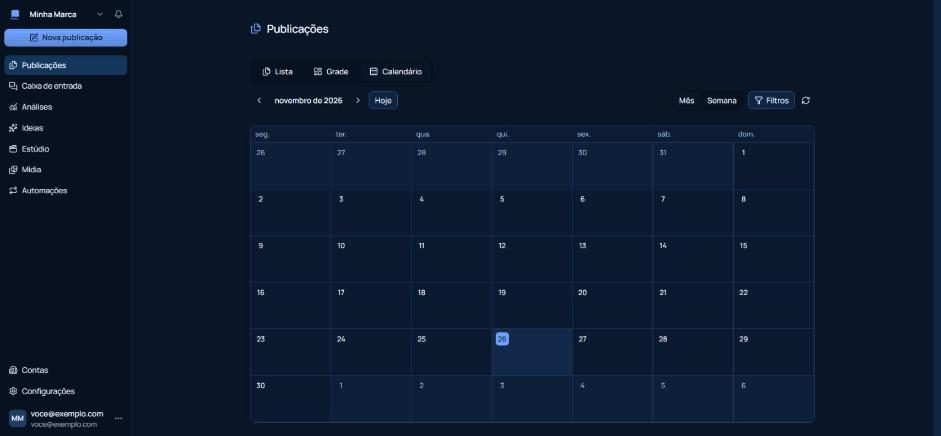 Minha Marca
Nova publicação
Publicações
Caixa de entrada
Análises
Ideias
Estúdio
Mídia
Automações
Contas
Configurações
MM
voce@exemplo.com
voce@exemplo.com
Publicações
Lista Grade Calendário
novembro de 2026 Hoje Mês Semana Filtros
seg. ter. qua. qui. sex. sáb. dom.
26 27 28 29 30 31 1
2 3 4 5 6 7 8
9 10 11 12 13 14 15
16 17 18 19 20 21 22
23 24 25 26 27 28 29
30 1 2 3 4 5 6